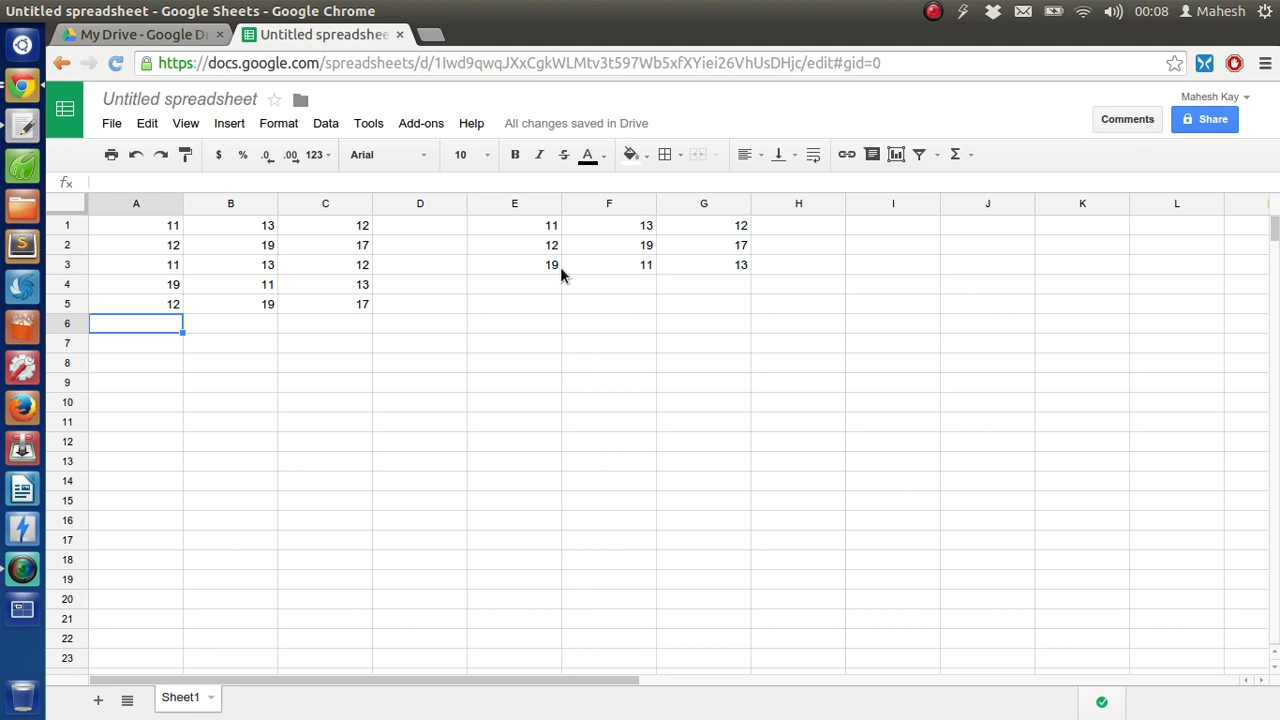 Untitled spreadsheet - Google Sheets - Google Chrome 00:08 Mahesh
My Drive - Google Dr × Untitled spreadshee ×
https://docs.google.com/spreadsheets/d/1Iwd9qwqJXxCgkWLMtv3t597Wb5xfXYiei26VhUsDHjc/edit#gid=0
Untitled spreadsheet Mahesh Kay
File Edit View Insert Format Data Tools Add-ons Help All changes saved in Drive Comments Share
$ % .0 .00 123 Arial 10 B I S A Σ
fx
A B C D E F G H I J K L
1 11 13 12 11 13 12
2 12 19 17 12 19 17
3 11 13 12 19 11 13
4 19 11 13
5 12 19 17
6
7
8
9
10
11
12
13
14
15
16
17
18
19
20
21
22
23
+ Sheet1